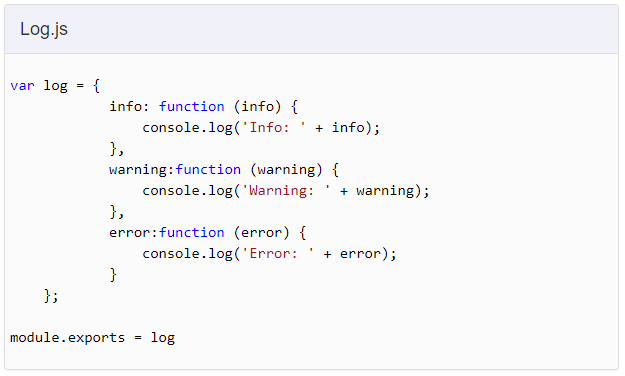 Log.js
var log = {
            info: function (info) {
                console.log('Info: ' + info);
            },
            warning:function (warning) {
                console.log('Warning: ' + warning);
            },
            error:function (error) {
                console.log('Error: ' + error);
            }
    };
module.exports = log